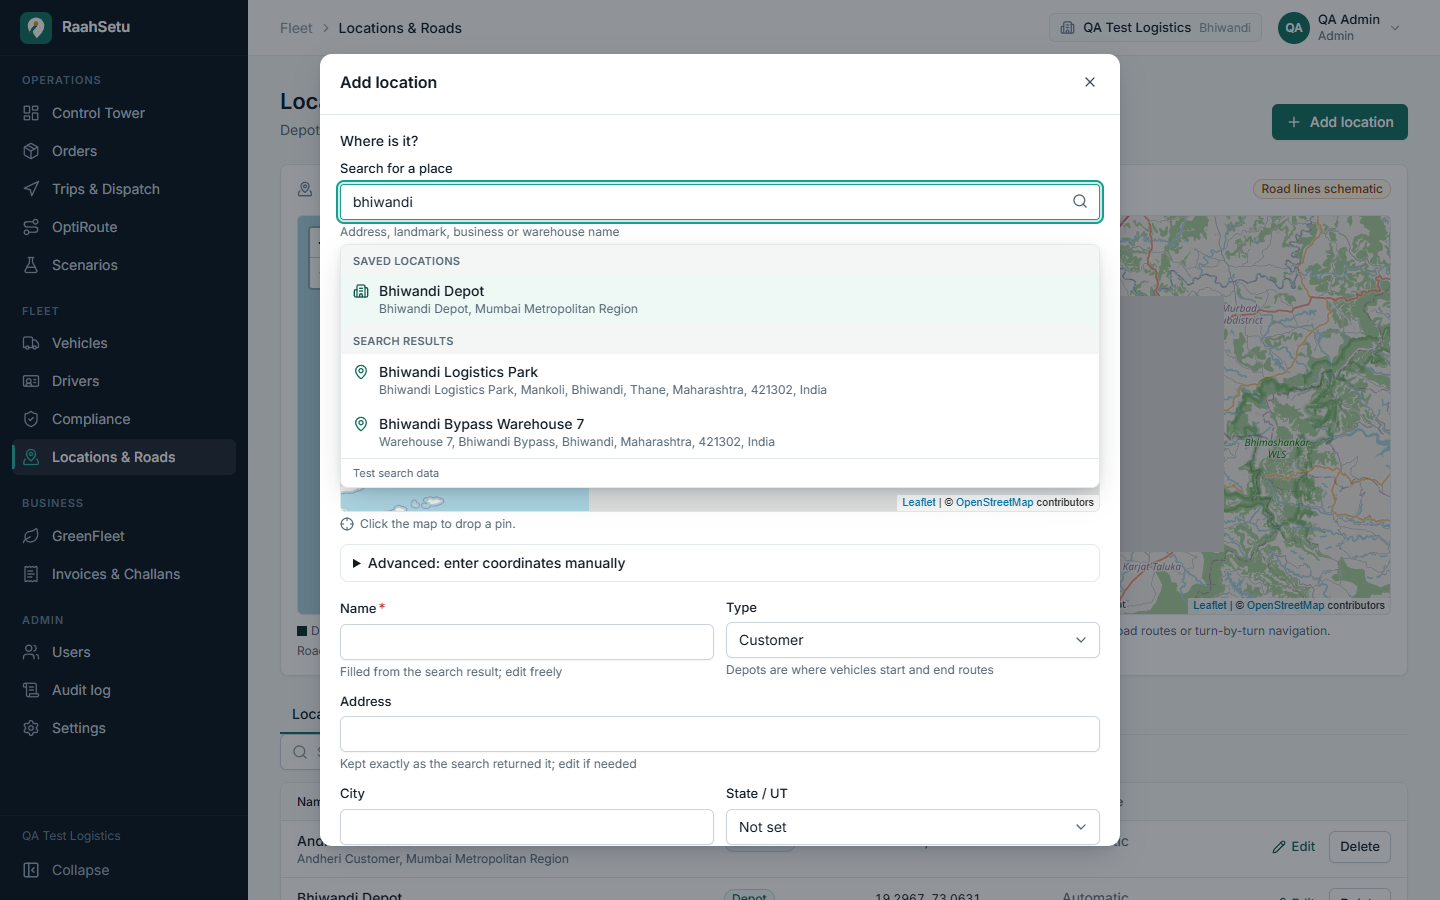 RaahSetu
OPERATIONS
Control Tower
Orders
Trips & Dispatch
OptiRoute
Scenarios
FLEET
Vehicles
Drivers
Compliance
Locations & Roads
BUSINESS
GreenFleet
Invoices & Challans
ADMIN
Users
Audit log
Settings
QA Test Logistics
Collapse
Fleet > Locations & Roads
QA Test Logistics Bhiwandi
QA
QA Admin
Admin
Add location
Road lines schematic
Add location
Where is it?
Search for a place
bhiwandi
Address, landmark, business or warehouse name
SAVED LOCATIONS
Bhiwandi Depot
Bhiwandi Depot, Mumbai Metropolitan Region
SEARCH RESULTS
Bhiwandi Logistics Park
Bhiwandi Logistics Park, Mankoli, Bhiwandi, Thane, Maharashtra, 421302, India
Bhiwandi Bypass Warehouse 7
Warehouse 7, Bhiwandi Bypass, Bhiwandi, Maharashtra, 421302, India
Test search data
Leaflet | © OpenStreetMap contributors
Click the map to drop a pin.
Advanced: enter coordinates manually
Name*
Type
Customer
Filled from the search result; edit freely
Depots are where vehicles start and end routes
Address
Kept exactly as the search returned it; edit if needed
City
State / UT
Not set
Bhimashankar
WLS
Karjat Taluka
Leaflet | © OpenStreetMap contributors
routes or turn-by-turn navigation.
Andheri Customer, Mumbai Metropolitan Region
Edit
Delete
Bhiwandi Depot
Depot
19.2967, 73.0631
Automatic